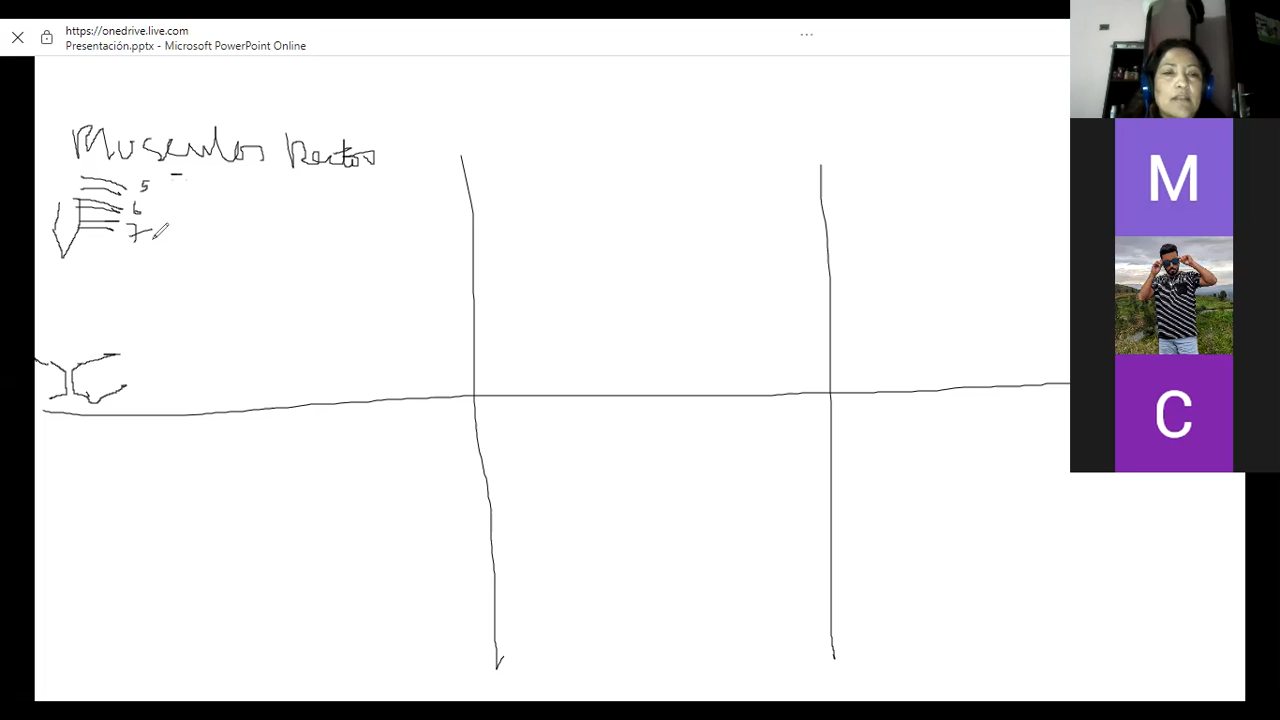 https://onedrive.live.com
Presentación.pptx - Microsoft PowerPoint Online
Musculos Rectos
5
6
7
M
C